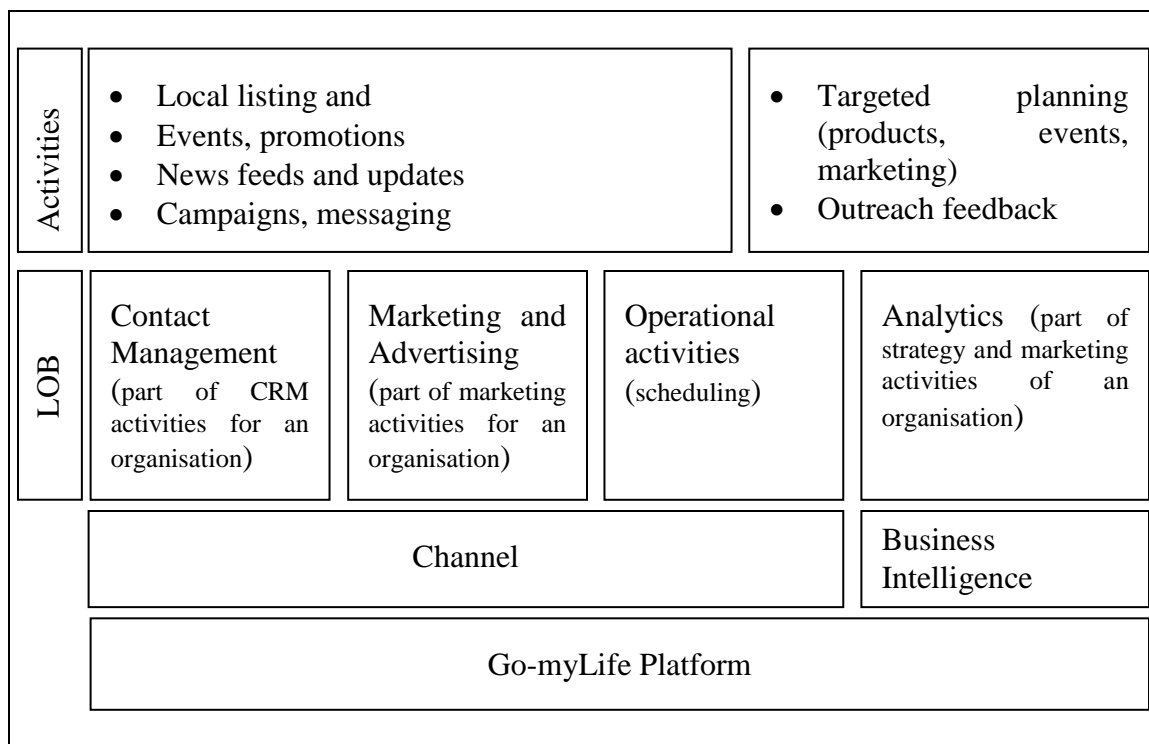 Activities
• Local listing and
• Events, promotions
• News feeds and updates
• Campaigns, messaging
• Targeted planning
(products, events,
marketing)
• Outreach feedback
LOB
Contact
Management
(part of CRM
activities for an
organisation)
Marketing and
Advertising
(part of marketing
activities for an
organisation)
Operational
activities
(scheduling)
Analytics (part of
strategy and marketing
activities of an
organisation)
Channel
Business
Intelligence
Go-myLife Platform